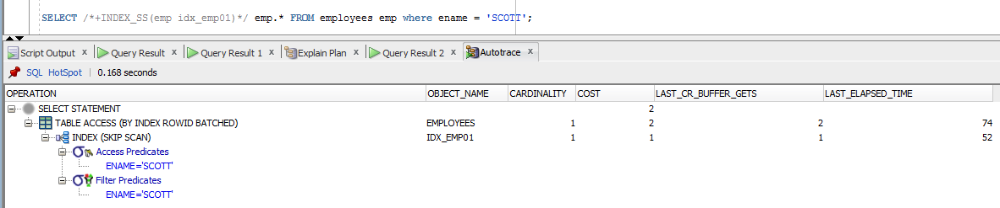 SELECT /*+INDEX_SS(emp idx_emp01)*/ emp.* FROM employees emp where ename = 'SCOTT';
Script Output x Query Result x Query Result 1 x Explain Plan x Query Result 2 x Autotrace x
SQL HotSpot | 0.168 seconds
OPERATION OBJECT_NAME CARDINALITY COST LAST_CR_BUFFER_GETS LAST_ELAPSED_TIME
SELECT STATEMENT 2
TABLE ACCESS (BY INDEX ROWID BATCHED) EMPLOYEES 1 2 2 74
INDEX (SKIP SCAN) IDX_EMP01 1 1 1 52
Access Predicates
ENAME='SCOTT'
Filter Predicates
ENAME='SCOTT'